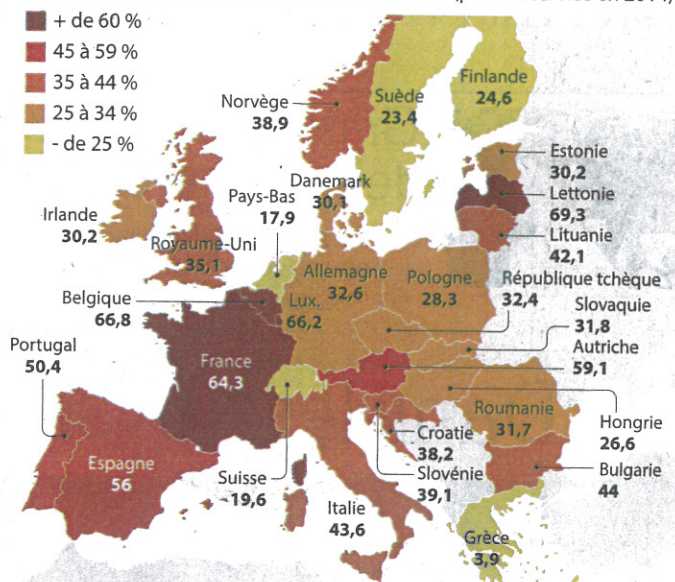 + de 60 %
45 à 59 %
35 à 44 %
25 à 34 %
- de 25 %
Norvège
38,9
Suède
23,4
Finlande
24,6
Estonie
30,2
Lettonie
69,3
Lituanie
42,1
Danemark
30,1
Pays-Bas
17,9
Irlande
30,2
Royaume-Uni
35,1
Allemagne
32,6
Pologne
28,3
République tchèque
32,4
Slovaquie
31,8
Autriche
59,1
Belgique
66,8
Lux.
66,2
Portugal
50,4
France
64,3
Espagne
56
Suisse
19,6
Italie
43,6
Croatie
38,2
Slovénie
39,1
Roumanie
31,7
Hongrie
26,6
Bulgarie
44
Grèce
3,9